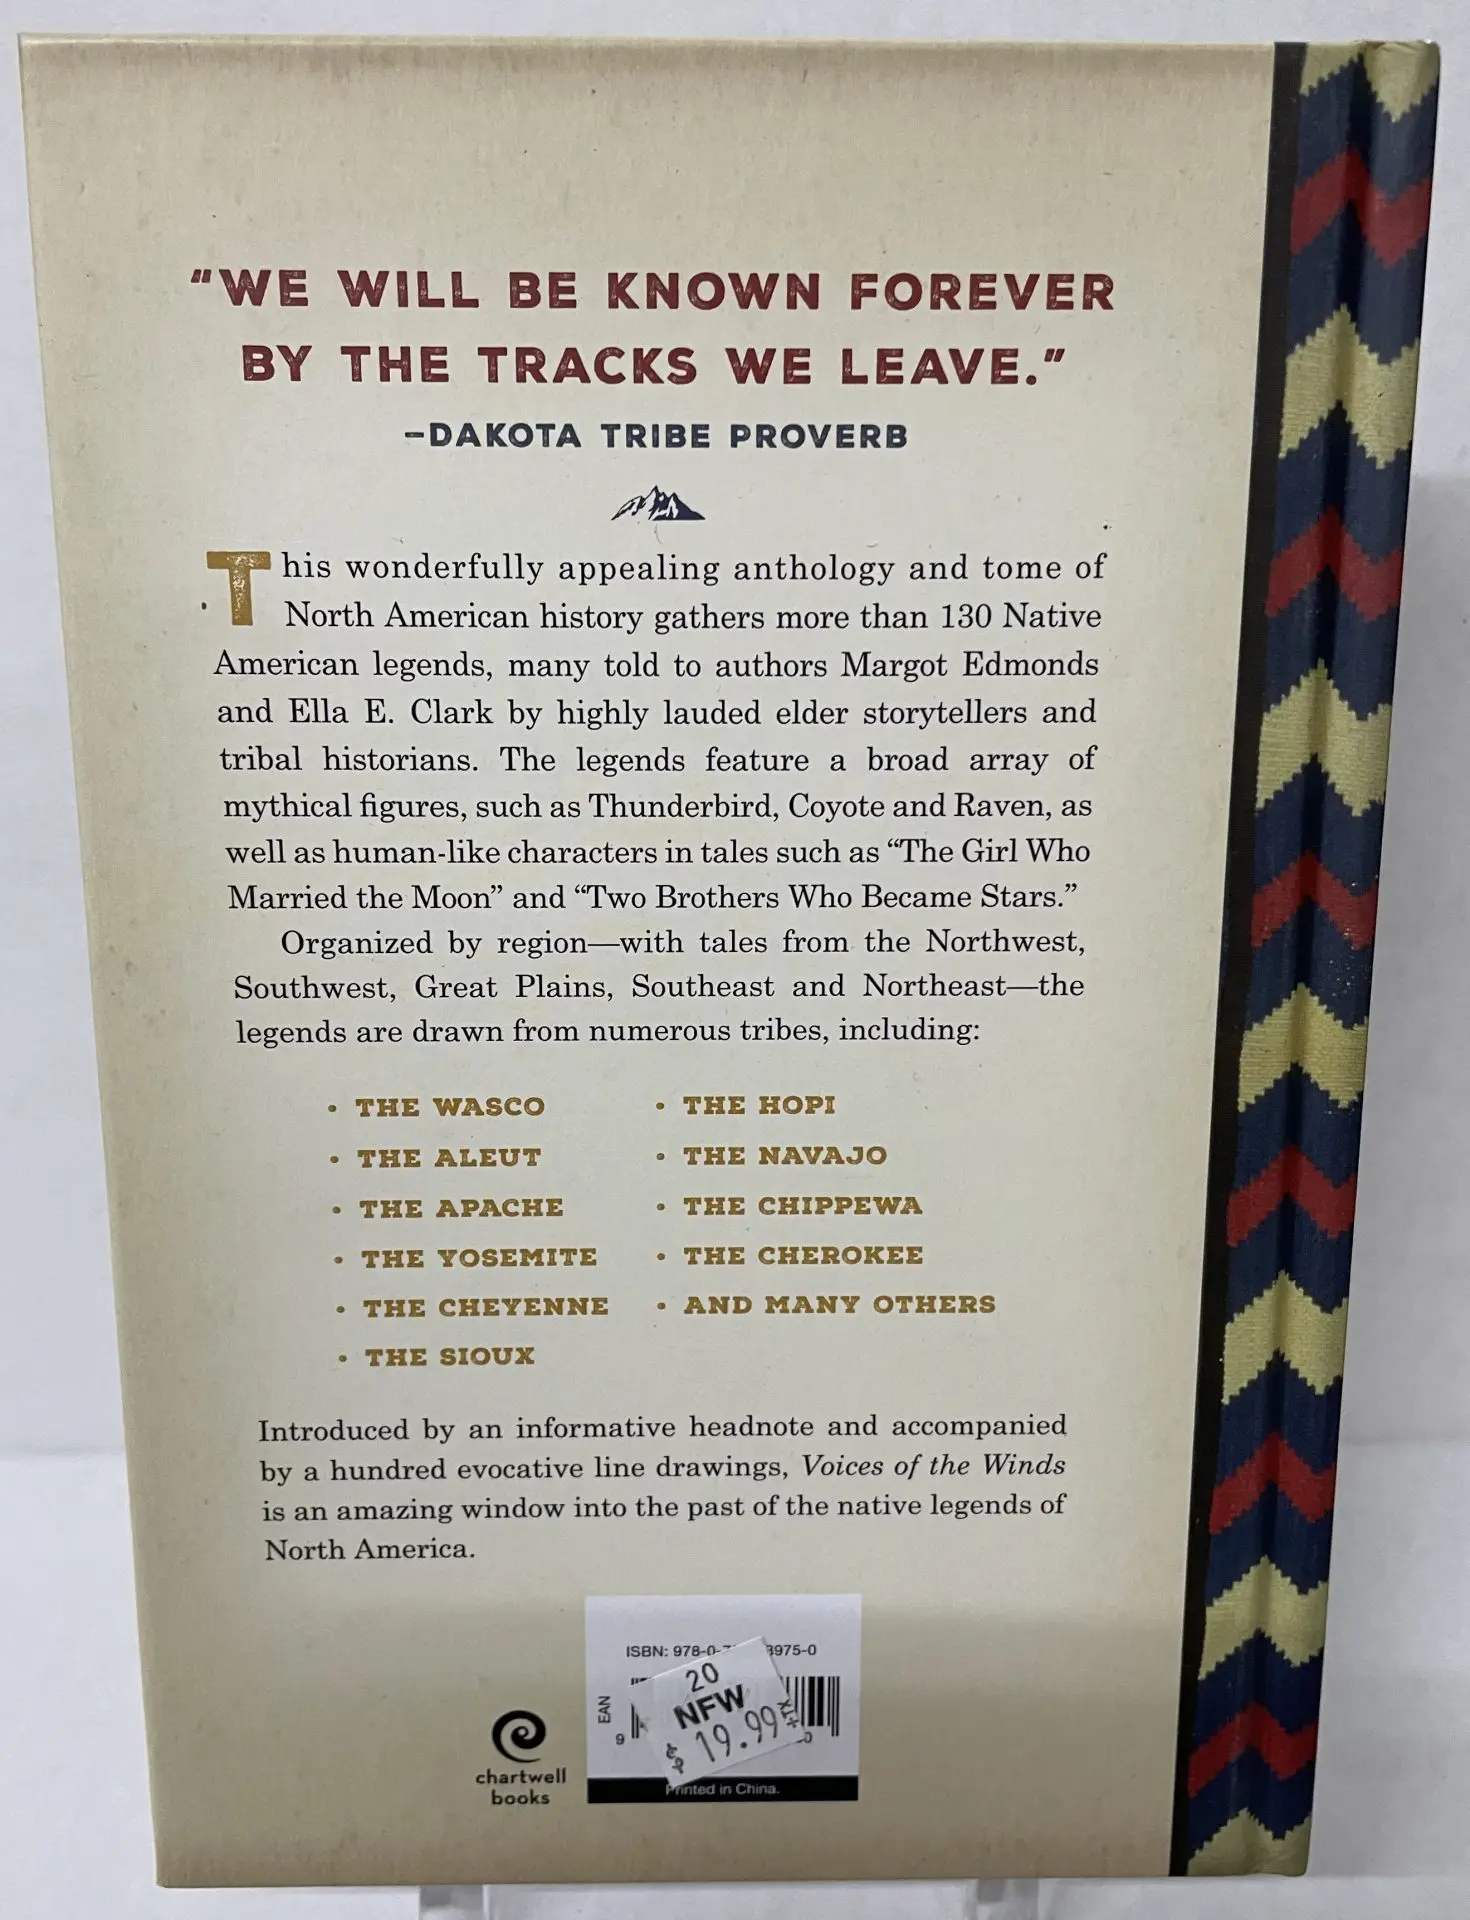 "WE WILL BE KNOWN FOREVER
BY THE TRACKS WE LEAVE."
–DAKOTA TRIBE PROVERB
This wonderfully appealing anthology and tome of
North American history gathers more than 130 Native
American legends, many told to authors Margot Edmonds
and Ella E. Clark by highly lauded elder storytellers and
tribal historians. The legends feature a broad array of
mythical figures, such as Thunderbird, Coyote and Raven, as
well as human-like characters in tales such as “The Girl Who
Married the Moon” and “Two Brothers Who Became Stars.”
Organized by region—with tales from the Northwest,
Southwest, Great Plains, Southeast and Northeast—the
legends are drawn from numerous tribes, including:
• THE WASCO
• THE ALEUT
• THE APACHE
• THE YOSEMITE
• THE CHEYENNE
• THE SIOUX
• THE HOPI
• THE NAVAJO
• THE CHIPPEWA
• THE CHEROKEE
• AND MANY OTHERS
Introduced by an informative headnote and accompanied
by a hundred evocative line drawings, Voices of the Winds
is an amazing window into the past of the native legends of
North America.
ISBN: 978-0- 3975-0
20
NFW
$19.99 +TX
EAN
9
0
Printed in China.
chartwell
books